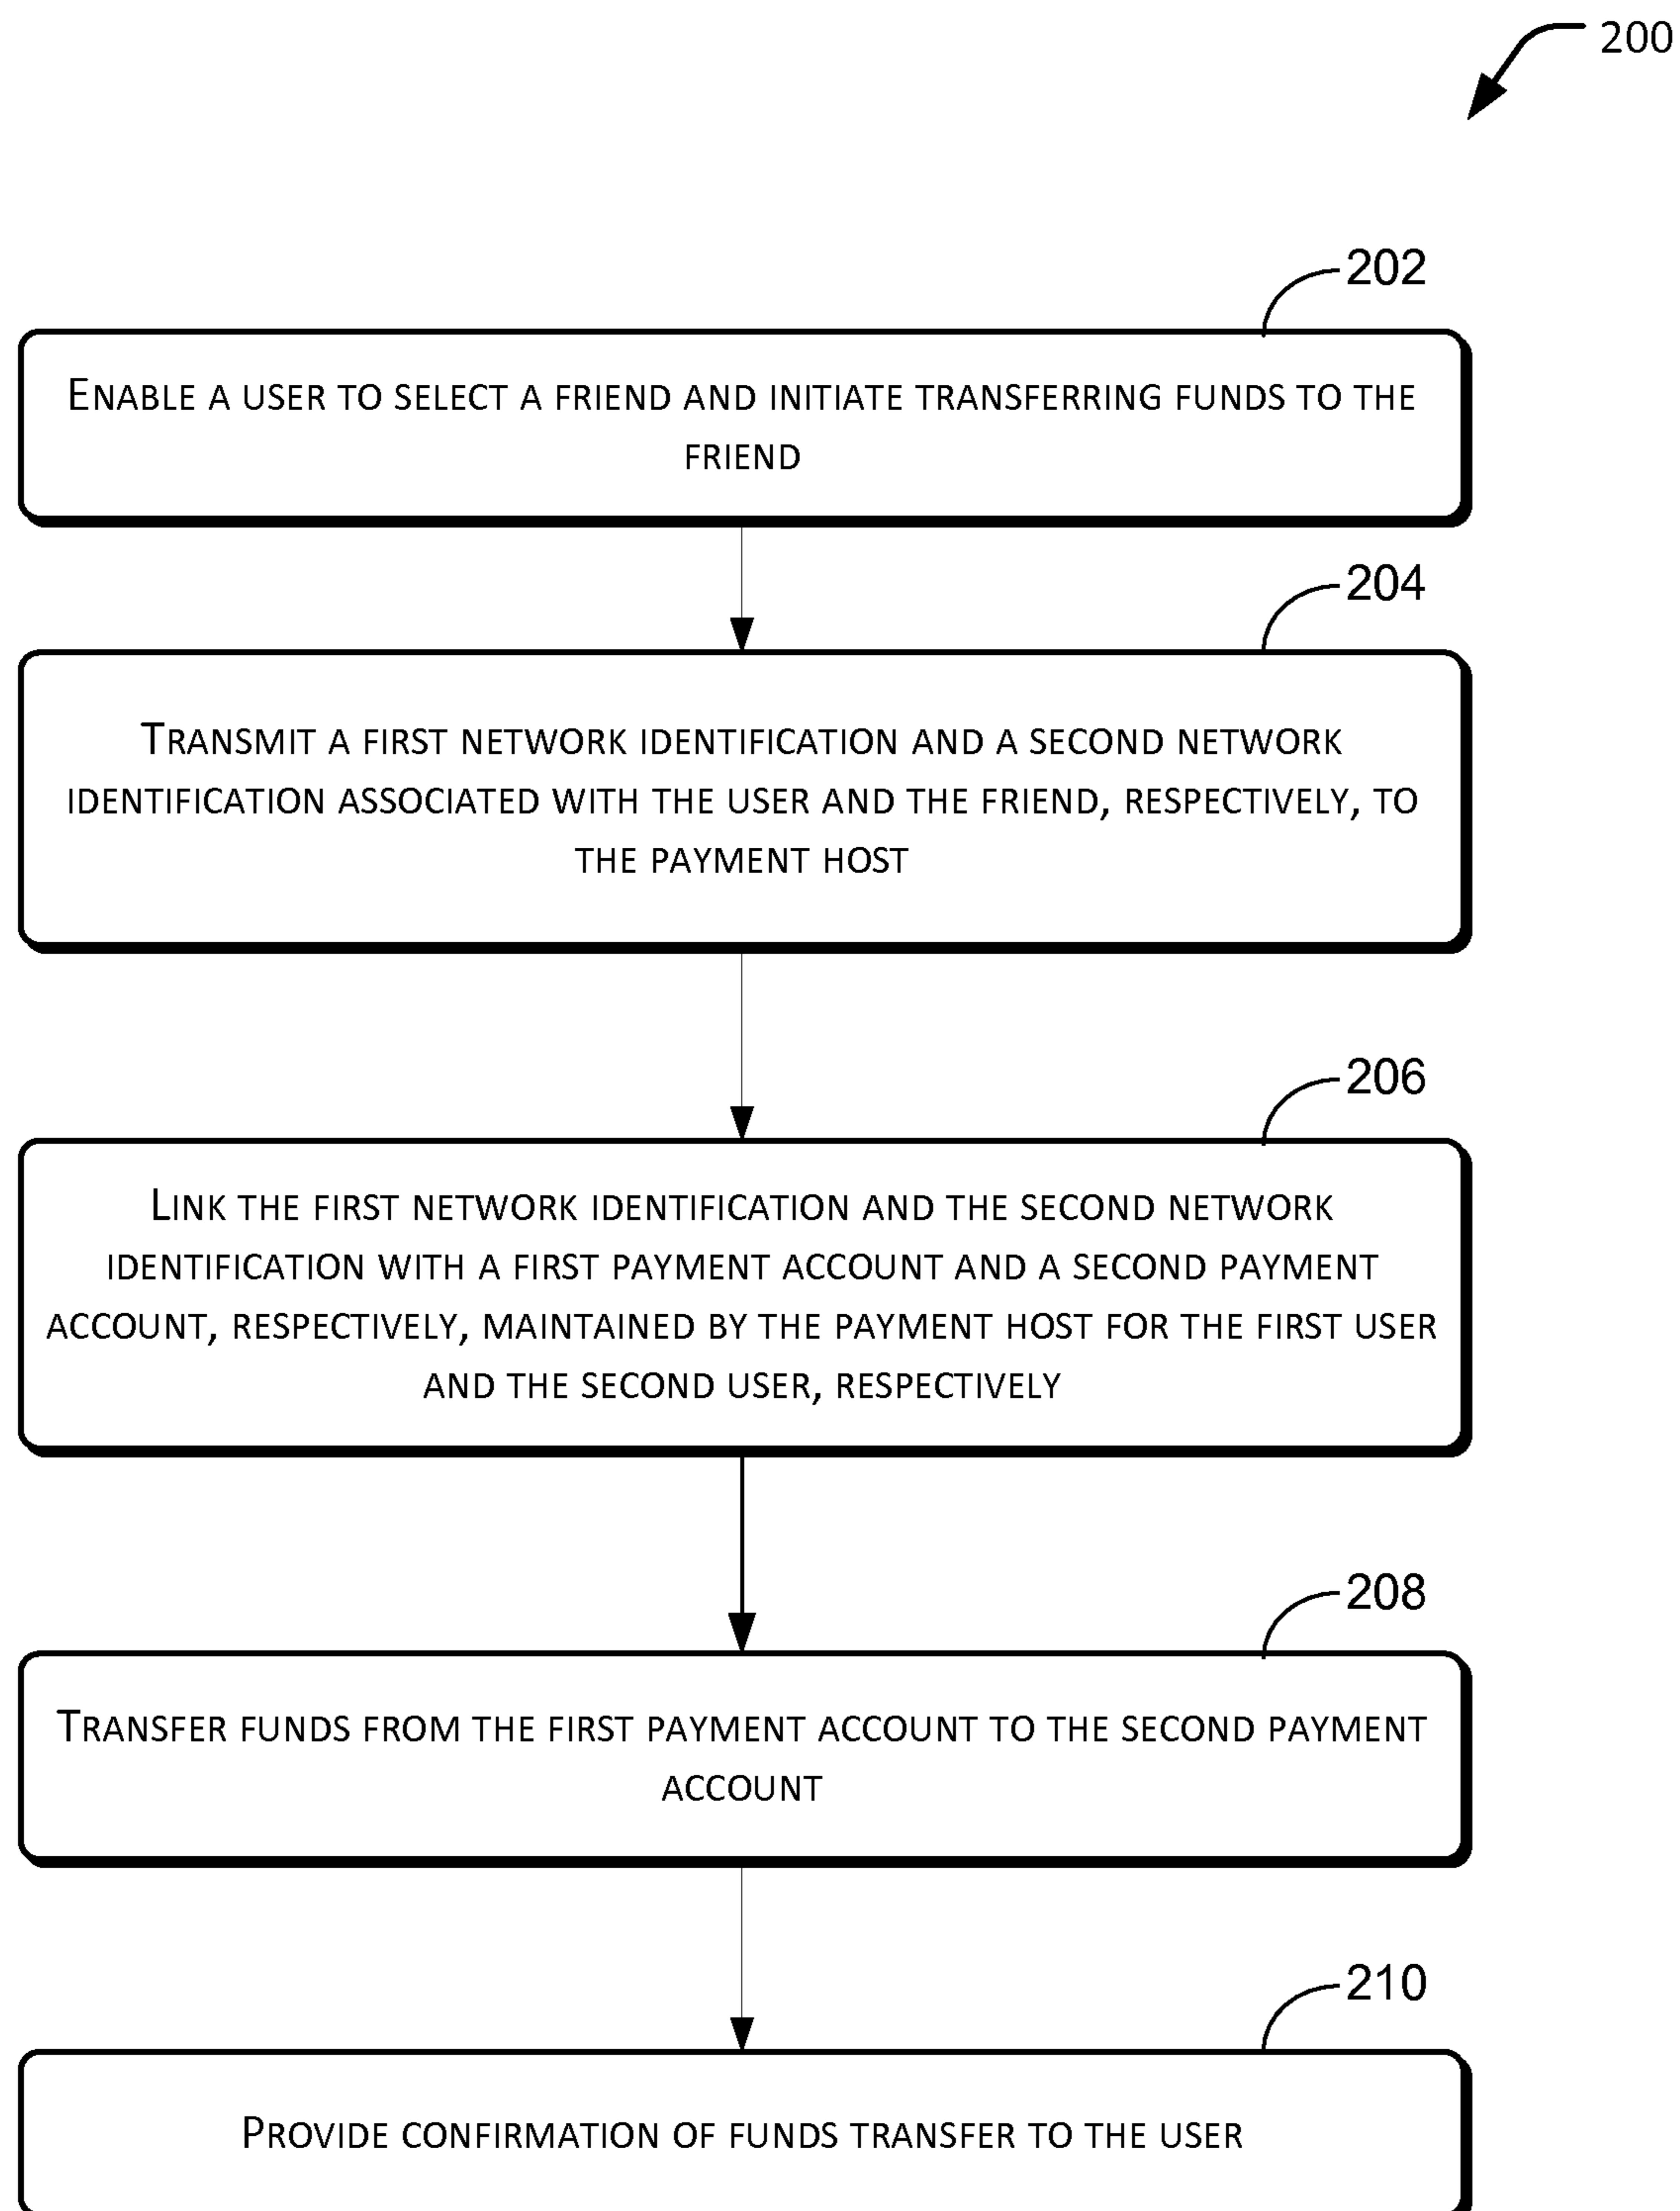 200
202
ENABLE A USER TO SELECT A FRIEND AND INITIATE TRANSFERRING FUNDS TO THE
FRIEND
204
TRANSMIT A FIRST NETWORK IDENTIFICATION AND A SECOND NETWORK
IDENTIFICATION ASSOCIATED WITH THE USER AND THE FRIEND, RESPECTIVELY, TO
THE PAYMENT HOST
206
LINK THE FIRST NETWORK IDENTIFICATION AND THE SECOND NETWORK
IDENTIFICATION WITH A FIRST PAYMENT ACCOUNT AND A SECOND PAYMENT
ACCOUNT, RESPECTIVELY, MAINTAINED BY THE PAYMENT HOST FOR THE FIRST USER
AND THE SECOND USER, RESPECTIVELY
208
TRANSFER FUNDS FROM THE FIRST PAYMENT ACCOUNT TO THE SECOND PAYMENT
ACCOUNT
210
PROVIDE CONFIRMATION OF FUNDS TRANSFER TO THE USER